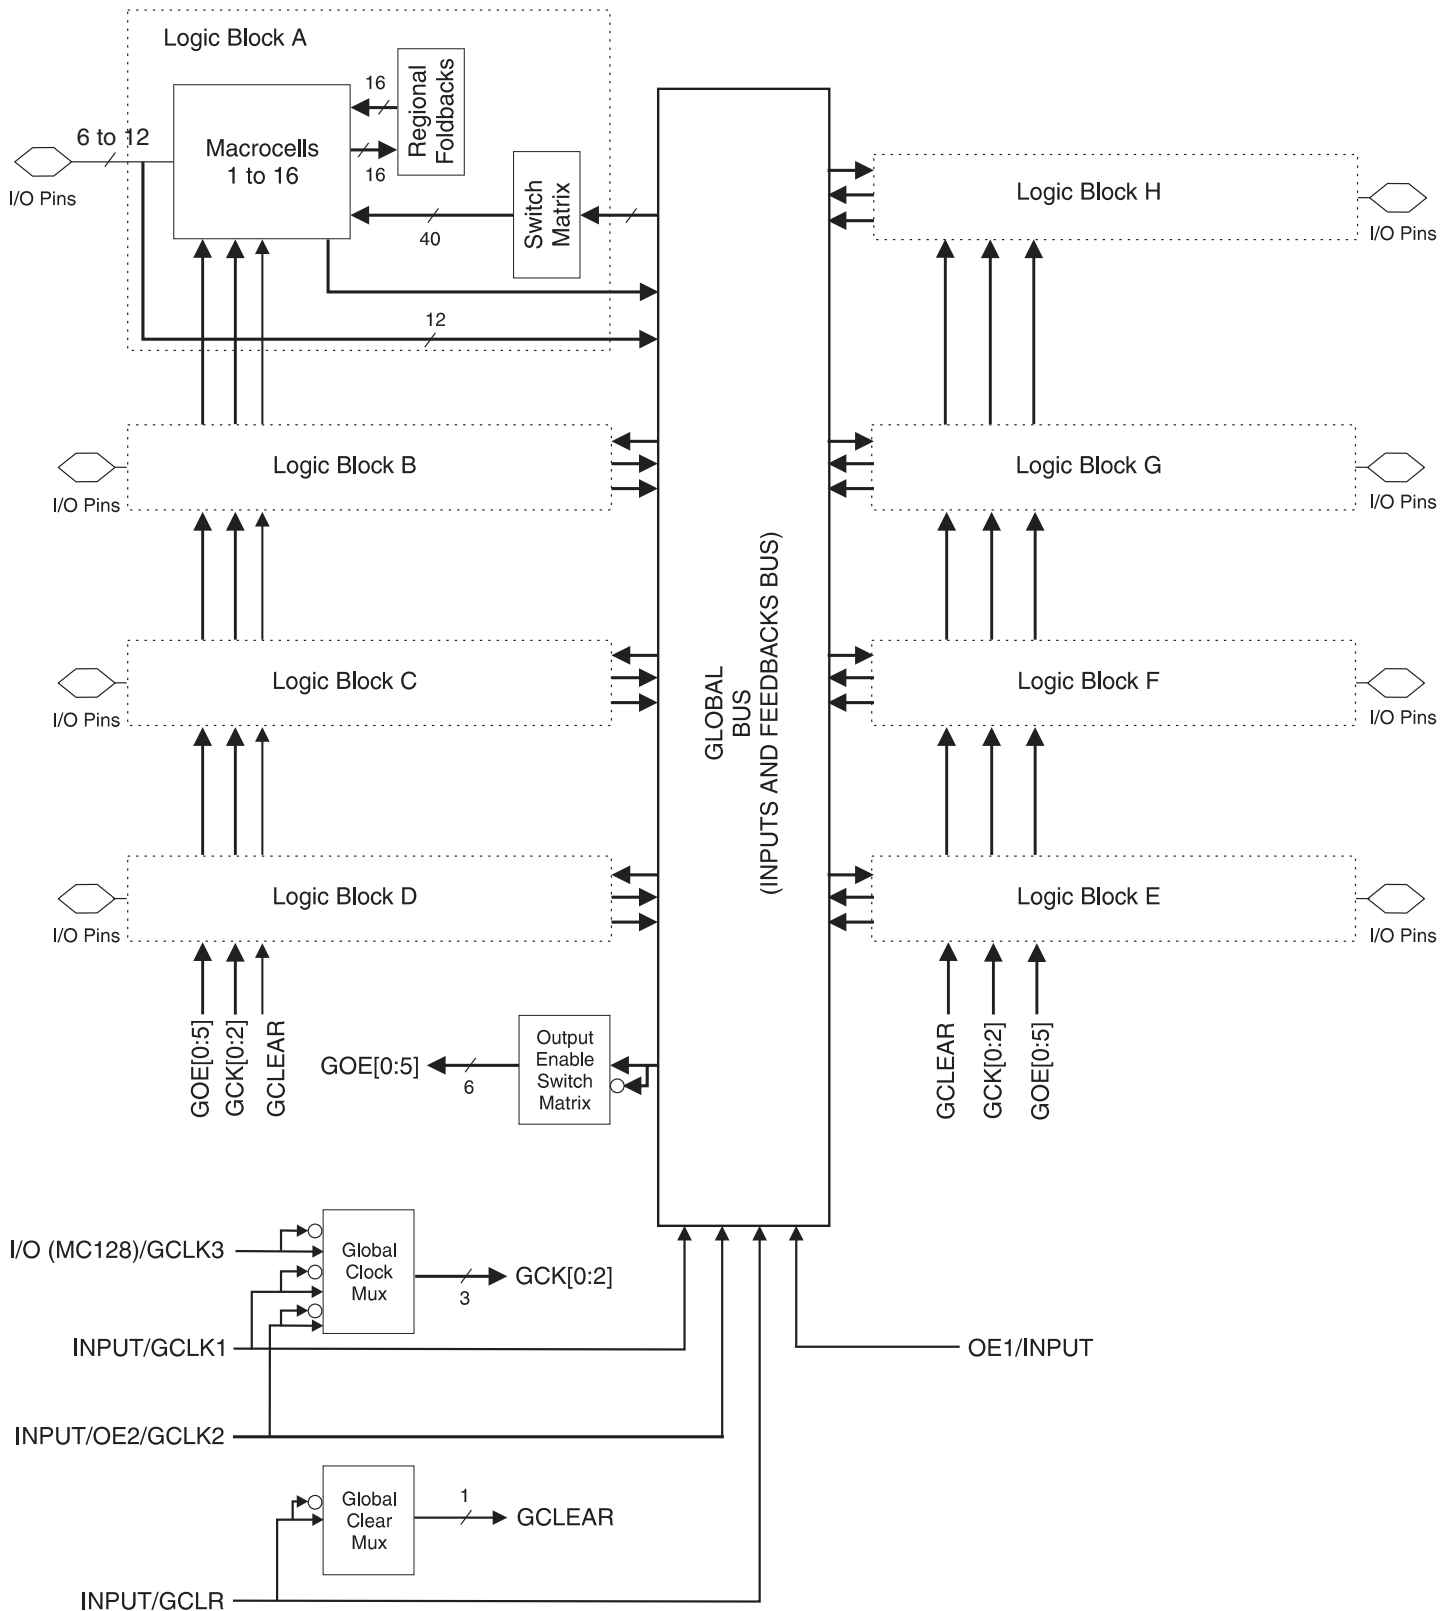 Logic Block A
Regional
Foldbacks
16
6 to 12
Macrocells
1 to 16
16
I/O Pins
Switch
Matrix
40
12
Logic Block H
I/O Pins
Logic Block B
I/O Pins
Logic Block G
I/O Pins
GLOBAL
BUS
(INPUTS AND FEEDBACKS BUS)
Logic Block C
I/O Pins
Logic Block F
I/O Pins
Logic Block D
I/O Pins
Logic Block E
I/O Pins
GOE[0:5]
GCK[0:2]
GCLEAR
GOE[0:5]
6
Output
Enable
Switch
Matrix
GCLEAR
GCK[0:2]
GOE[0:5]
I/O (MC128)/GCLK3
Global
Clock
Mux
3
GCK[0:2]
INPUT/GCLK1
OE1/INPUT
INPUT/OE2/GCLK2
Global
Clear
Mux
1
GCLEAR
INPUT/GCLR